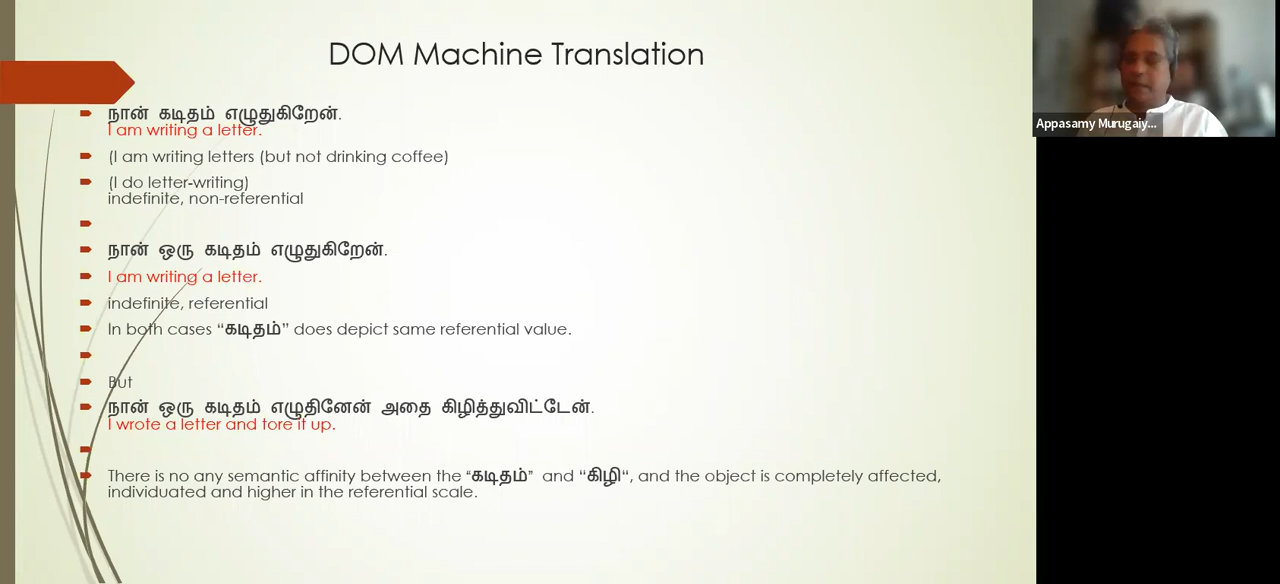 DOM Machine Translation
நான் கடிதம் எழுதுகிறேன்.
I am writing a letter.
(I am writing letters (but not drinking coffee)
(I do letter-writing)
indefinite, non-referential
நான் ஒரு கடிதம் எழுதுகிறேன்.
I am writing a letter.
indefinite, referential
In both cases “கடிதம்” does depict same referential value.
But
நான் ஒரு கடிதம் எழுதினேன் அதை கிழித்துவிட்டேன்.
I wrote a letter and tore it up.
There is no any semantic affinity between the “கடிதம்” and “கிழி“, and the object is completely affected,
individuated and higher in the referential scale.
Appasamy Murugaiy...